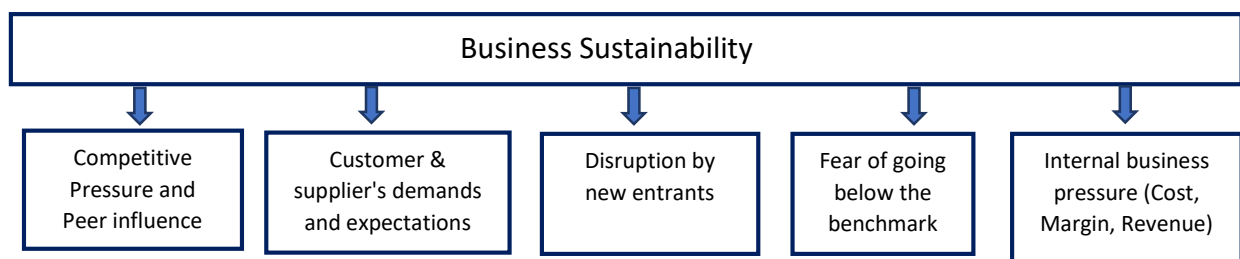 Business Sustainability
Competitive
Pressure and
Peer influence
Customer &
supplier's demands
and expectations
Disruption by
new entrants
Fear of going
below the
benchmark
Internal business
pressure (Cost,
Margin, Revenue)